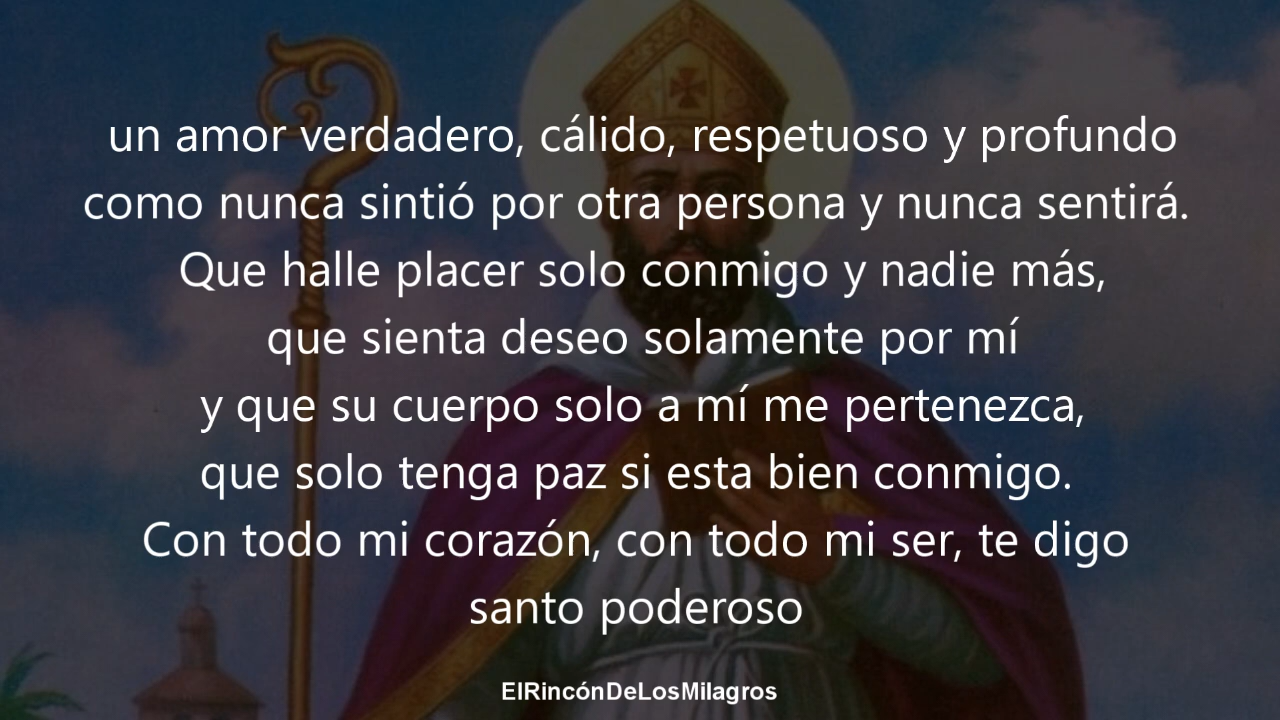 un amor verdadero, cálido, respetuoso y profundo
como nunca sintió por otra persona y nunca sentirá.
Que halle placer solo conmigo y nadie más,
que sienta deseo solamente por mí
y que su cuerpo solo a mí me pertenezca,
que solo tenga paz si esta bien conmigo.
Con todo mi corazón, con todo mi ser, te digo
santo poderoso
ElRincónDeLosMilagros